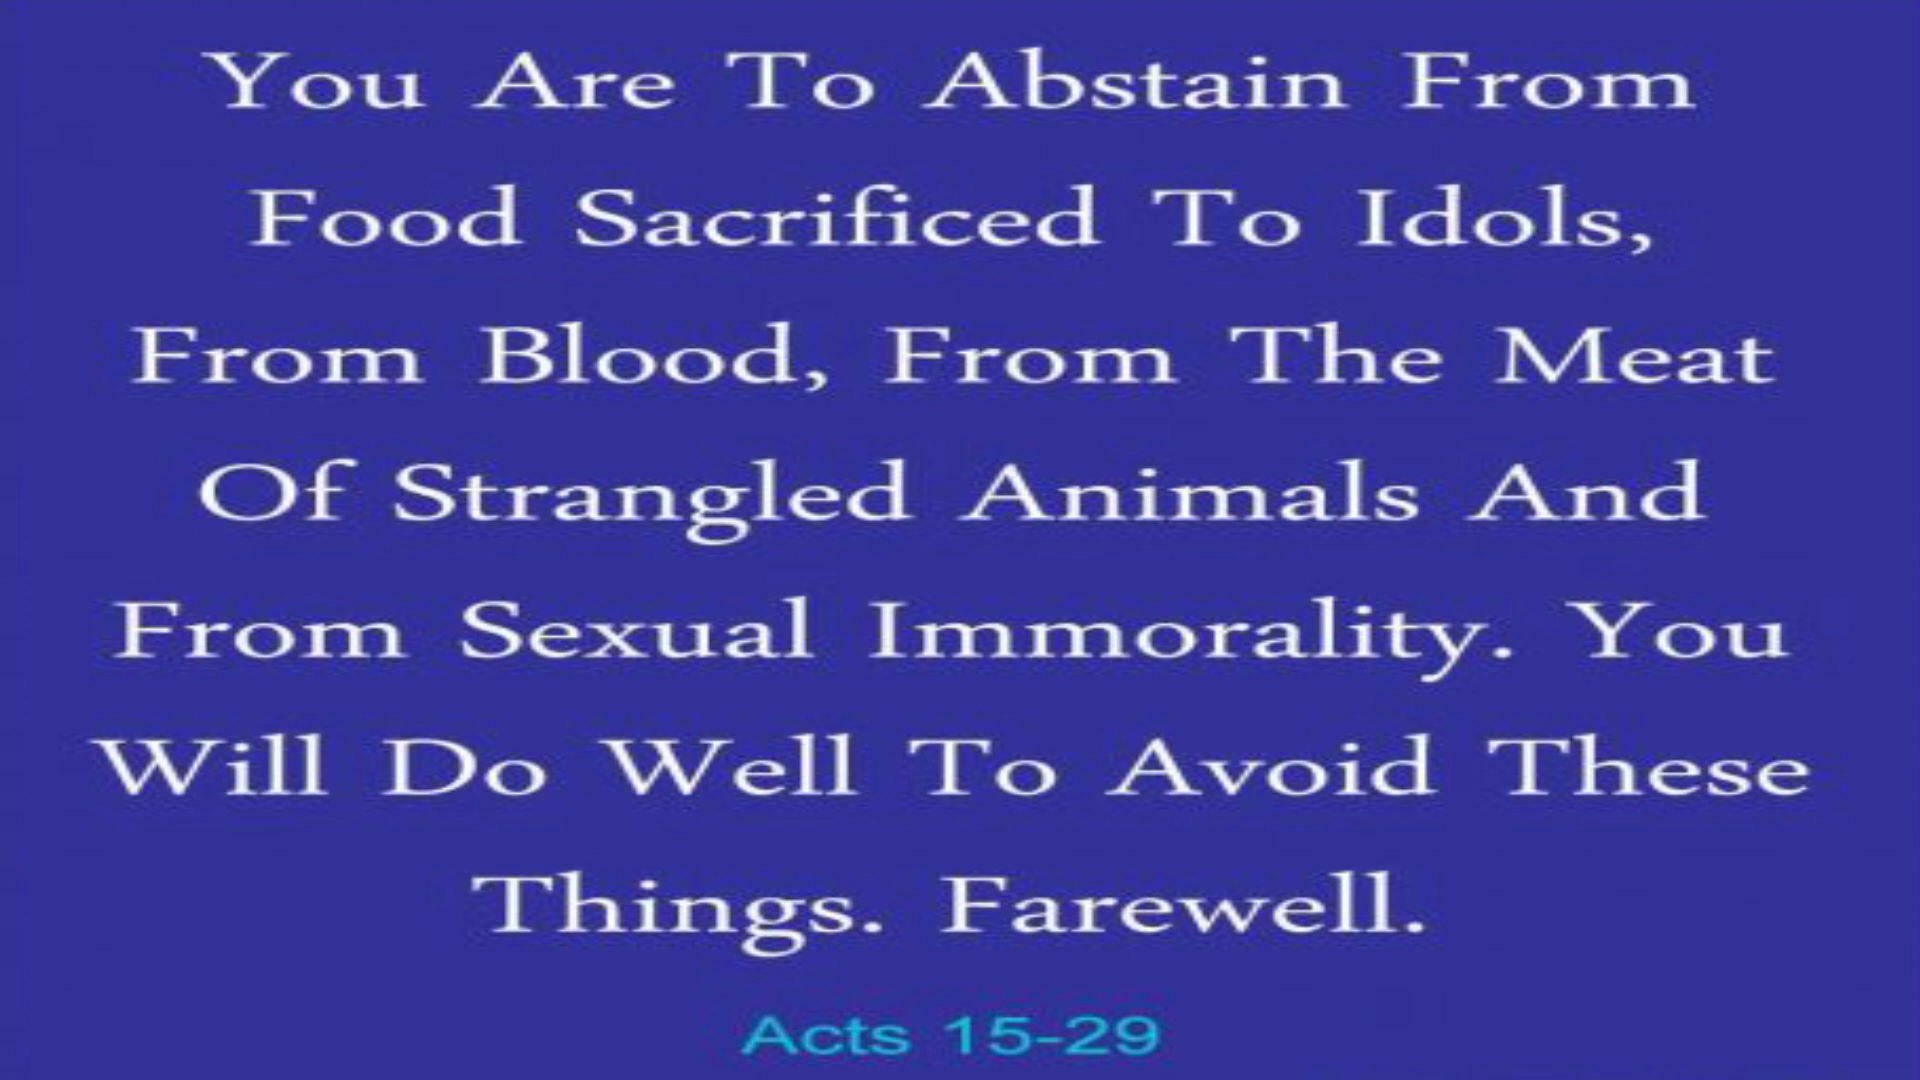 You Are To Abstain From
Food Sacrificed To Idols,
From Blood, From The Meat
Of Strangled Animals And
From Sexual Immorality. You
Will Do Well To Avoid These
Things. Farewell.
Acts 15-29